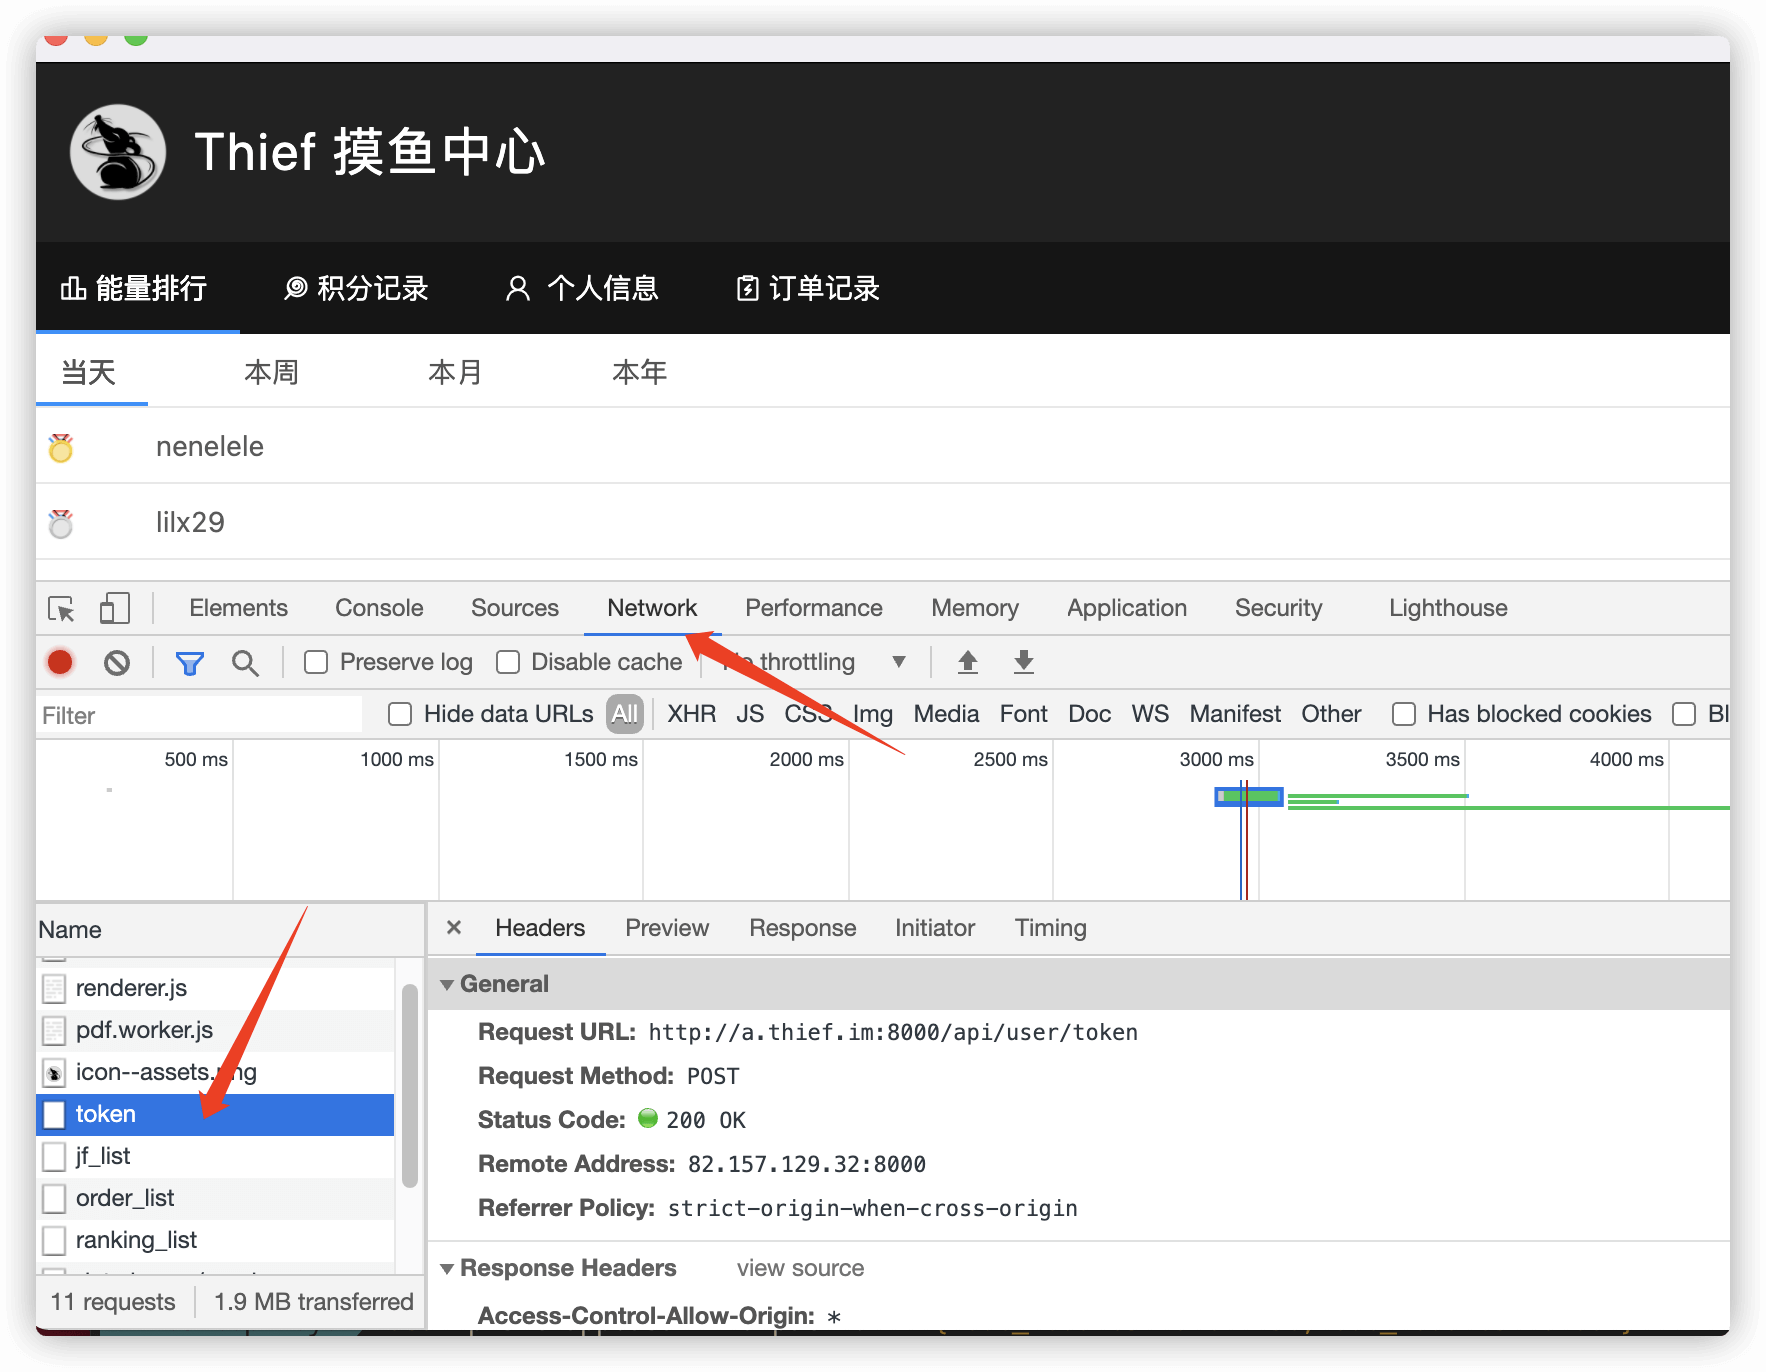 Thief 摸鱼中心
能量排行 积分记录 个人信息 订单记录
当天 本周 本月 本年
nenelele
lilx29
Elements Console Sources Network Performance Memory Application Security Lighthouse
Preserve log Disable cache throttling
Filter Hide data URLs All XHR JS CSS Img Media Font Doc WS Manifest Other Has blocked cookies Bl
500 ms 1000 ms 1500 ms 2000 ms 2500 ms 3000 ms 3500 ms 4000 ms
Name
renderer.js
pdf.worker.js
icon--assets.png
token
jf_list
order_list
ranking_list
11 requests 1.9 MB transferred
Headers Preview Response Initiator Timing
General
Request URL: http://a.thief.im:8000/api/user/token
Request Method: POST
Status Code: 200 OK
Remote Address: 82.157.129.32:8000
Referrer Policy: strict-origin-when-cross-origin
Response Headers view source
Access-Control-Allow-Origin: *